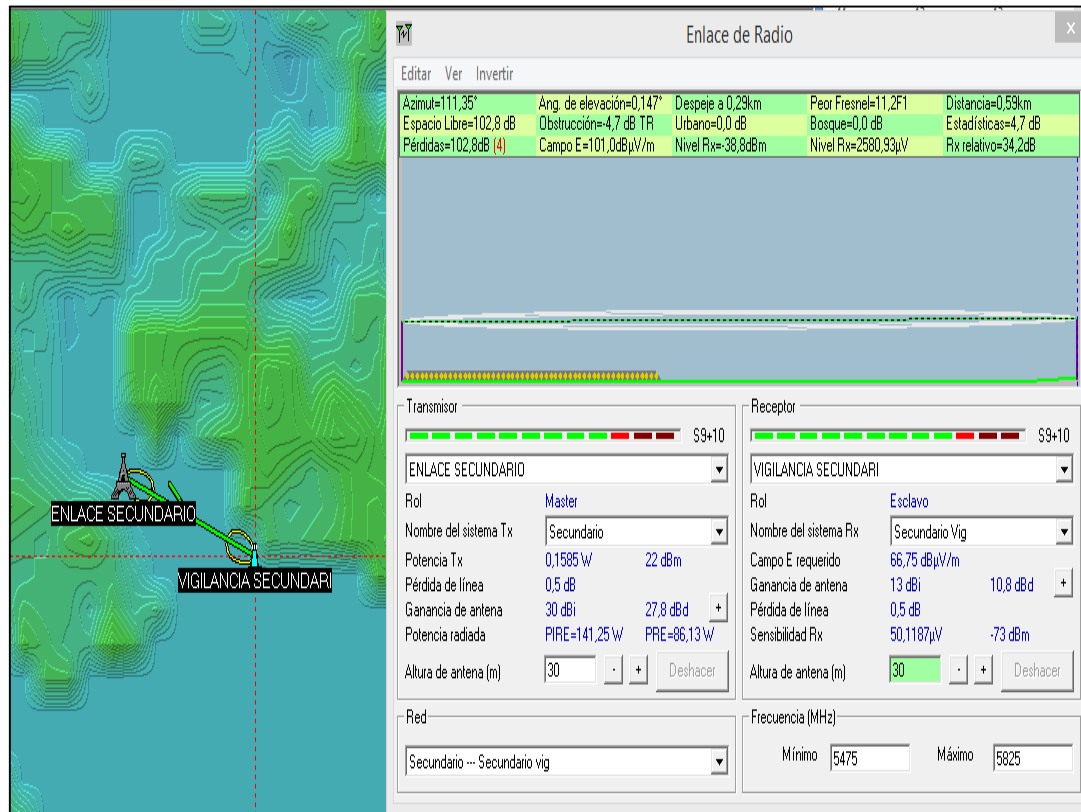 Enlace de Radio
x
Editar Ver Invertir
Azimut=111,35° Ang. de elevación=0,147° Despeje a 0,29km Peor Fresnel=11,2F1 Distancia=0,59km
Espacio Libre=102,8 dB Obstrucción=-4,7 dB TR Urbano=0,0 dB Bosque=0,0 dB Estadísticas=4,7 dB
Pérdidas=102,8dB (4) Campo E=101,0dBµV/m Nivel Rx=-38,8dBm Nivel Rx=2580,93µV Rx relativo=34,2dB
ENLACE SECUNDARIO
VIGILANCIA SECUNDARI
Transmisor
S9+10
ENLACE SECUNDARIO
Rol Master
Nombre del sistema Tx Secundario
Potencia Tx 0,1585 W 22 dBm
Pérdida de línea 0,5 dB
Ganancia de antena 30 dBi 27,8 dBd +
Potencia radiada PIRE=141,25 W PRE=86,13 W
Altura de antena (m) 30 - + Deshacer
Receptor
S9+10
VIGILANCIA SECUNDARI
Rol Esclavo
Nombre del sistema Rx Secundario Vig
Campo E requerido 66,75 dBµV/m
Ganancia de antena 13 dBi 10,8 dBd +
Pérdida de línea 0,5 dB
Sensibilidad Rx 50,1187µV -73 dBm
Altura de antena (m) 30 - + Deshacer
Red
Secundario --- Secundario vig
Frecuencia (MHz)
Mínimo 5475 Máximo 5825